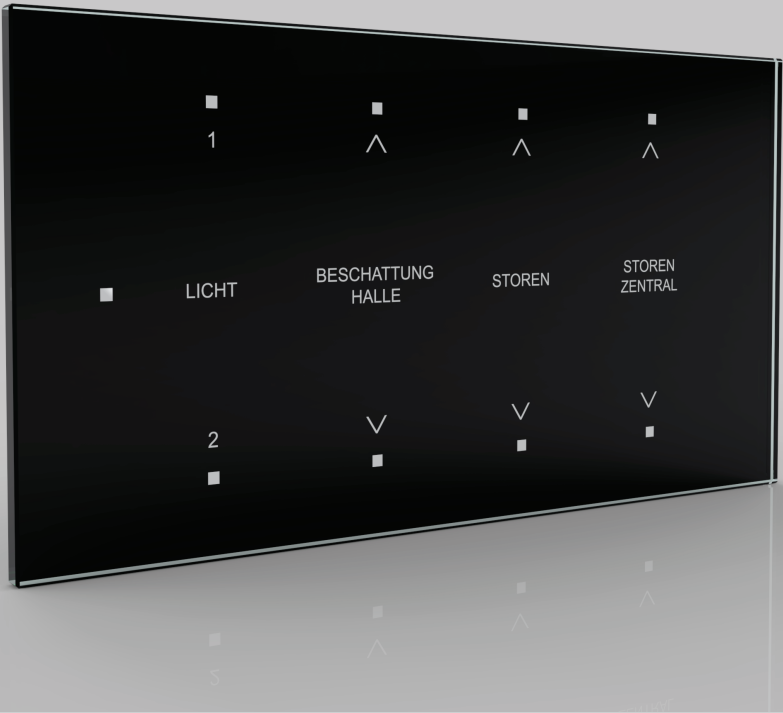 1
LICHT
BESCHATTUNG
HALLE
STOREN
STOREN
ZENTRAL
2